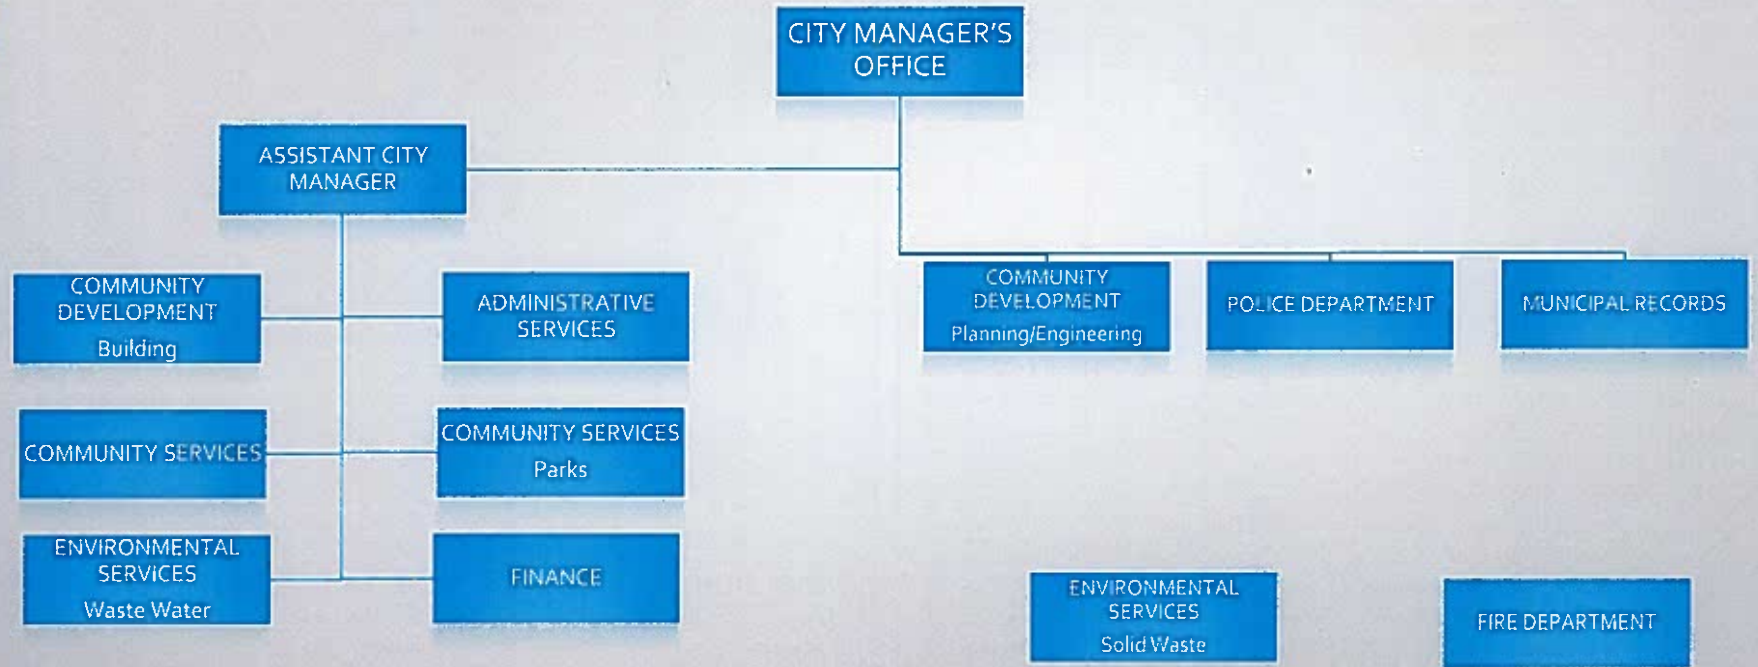 CITY MANAGER'S
OFFICE
ASSISTANT CITY
MANAGER
COMMUNITY
DEVELOPMENT
Building
ADMINISTRATIVE
SERVICES
COMMUNITY
DEVELOPMENT
Planning/Engineering
POLICE DEPARTMENT
MUNICIPAL RECORDS
COMMUNITY SERVICES
COMMUNITY SERVICES
Parks
ENVIRONMENTAL
SERVICES
Waste Water
FINANCE
ENVIRONMENTAL
SERVICES
Solid Waste
FIRE DEPARTMENT